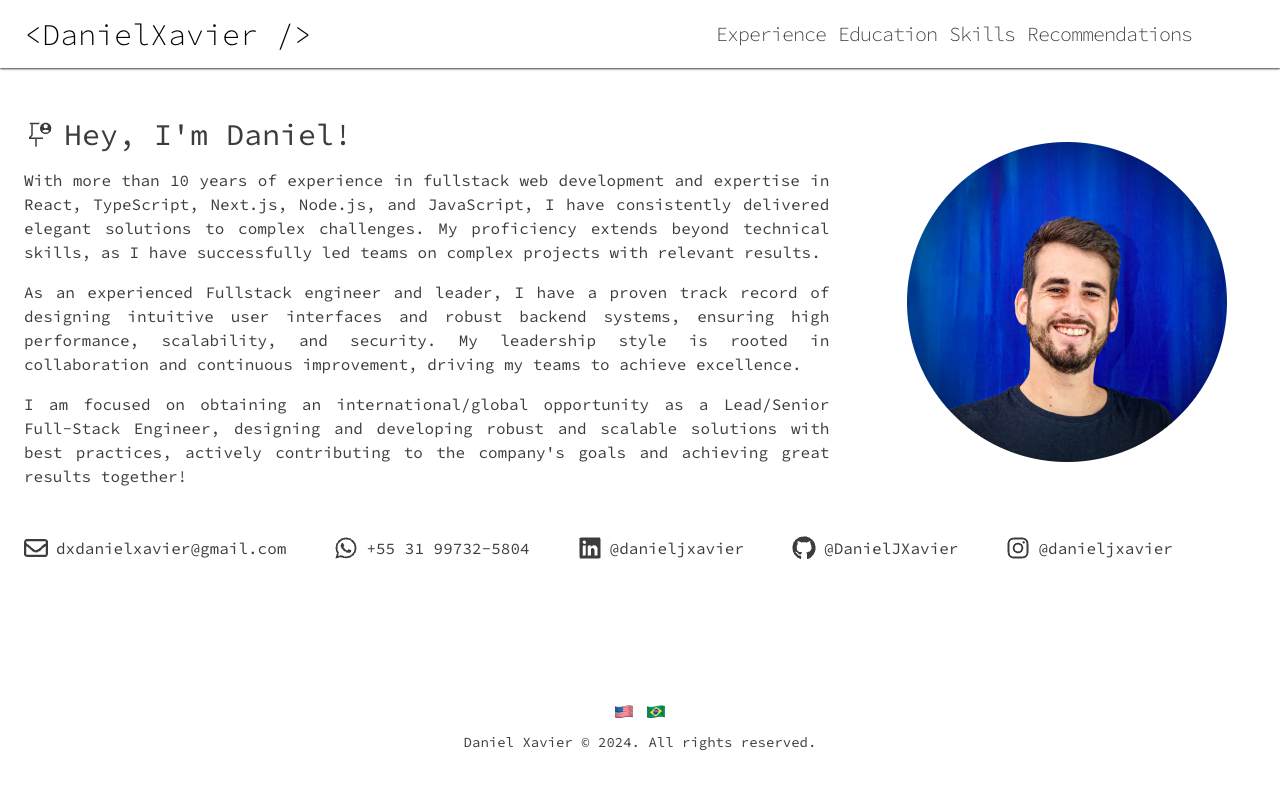 <DanielXavier />
Experience Education Skills Recommendations
Hey, I'm Daniel!
With more than 10 years of experience in fullstack web development and expertise in
React, TypeScript, Next.js, Node.js, and JavaScript, I have consistently delivered
elegant solutions to complex challenges. My proficiency extends beyond technical
skills, as I have successfully led teams on complex projects with relevant results.
As an experienced Fullstack engineer and leader, I have a proven track record of
designing intuitive user interfaces and robust backend systems, ensuring high
performance, scalability, and security. My leadership style is rooted in
collaboration and continuous improvement, driving my teams to achieve excellence.
I am focused on obtaining an international/global opportunity as a Lead/Senior
Full-Stack Engineer, designing and developing robust and scalable solutions with
best practices, actively contributing to the company's goals and achieving great
results together!
dxdanielxavier@gmail.com
+55 31 99732-5804
@danieljxavier
@DanielJXavier
@danieljxavier
Daniel Xavier © 2024. All rights reserved.